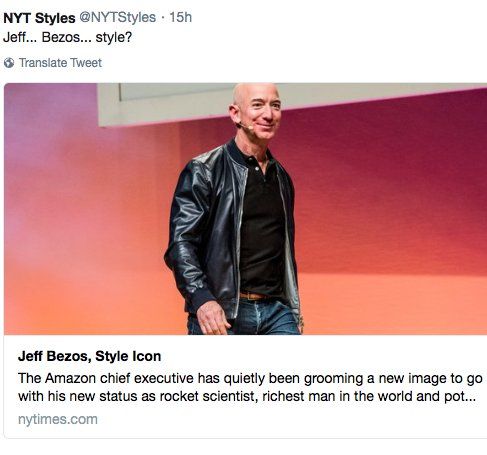 NYT Styles @NYTStyles · 15h
Jeff... Bezos... style?
Translate Tweet
Jeff Bezos, Style Icon
The Amazon chief executive has quietly been grooming a new image to go
with his new status as rocket scientist, richest man in the world and pot...
nytimes.com